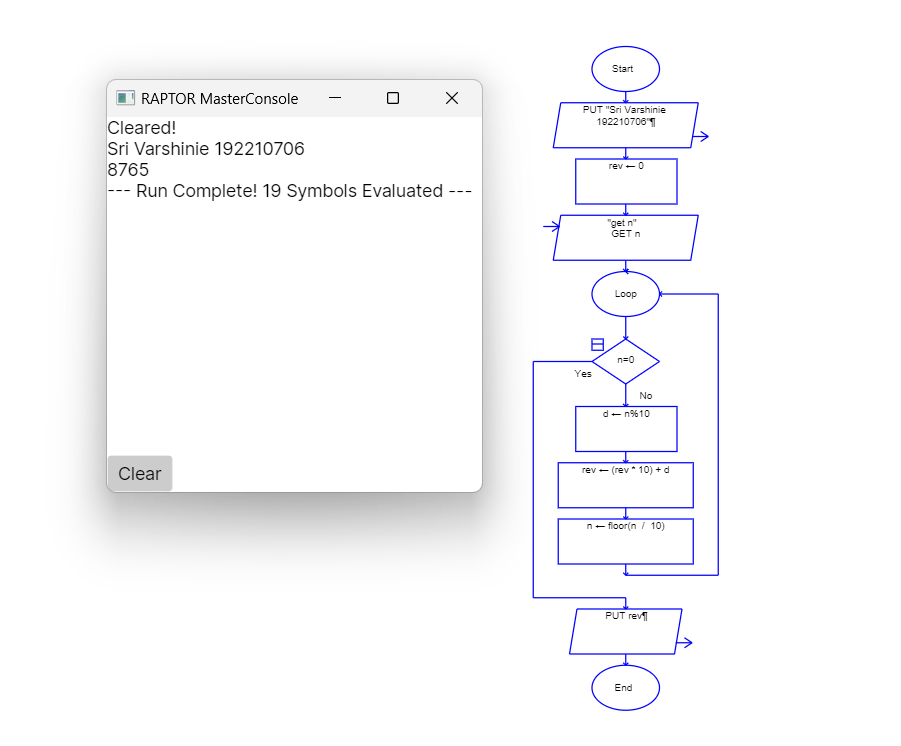 RAPTOR MasterConsole
Cleared!
Sri Varshinie 192210706
8765
--- Run Complete! 19 Symbols Evaluated ---
Clear
Start
PUT "Sri Varshinie
192210706"¶
rev ← 0
"get n"
GET n
Loop
n=0
Yes
No
d ← n%10
rev ← (rev * 10) + d
n ← floor(n / 10)
PUT rev¶
End